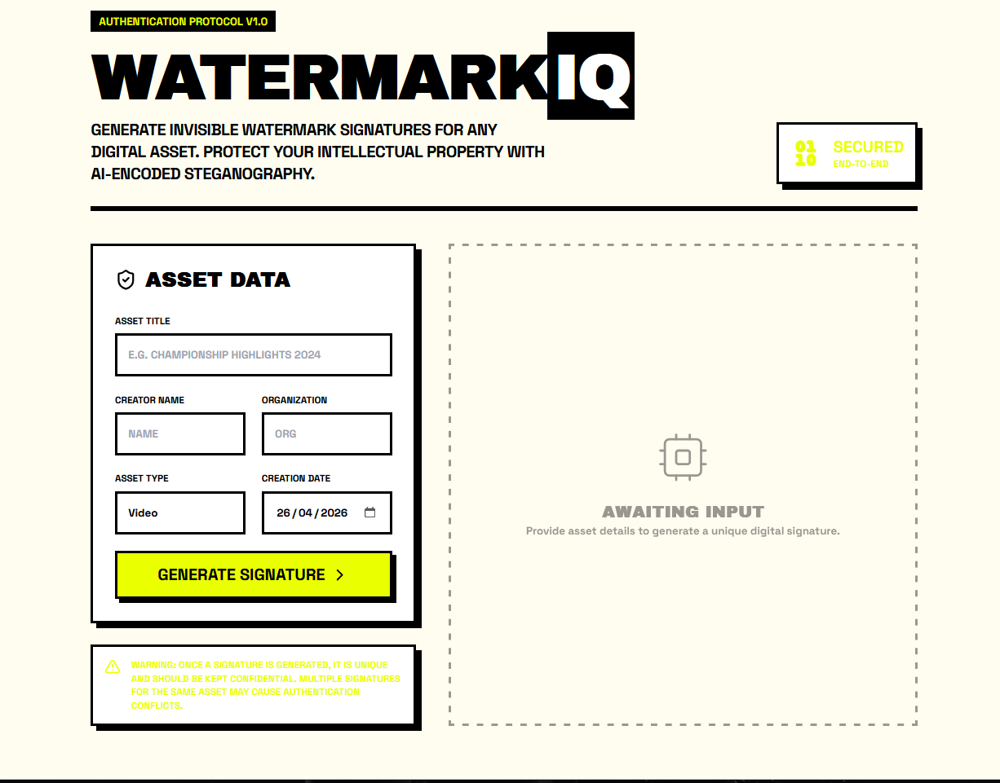 AUTHENTICATION PROTOCOL V1.0
WATERMARKIQ
GENERATE INVISIBLE WATERMARK SIGNATURES FOR ANY
DIGITAL ASSET. PROTECT YOUR INTELLECTUAL PROPERTY WITH
AI-ENCODED STEGANOGRAPHY.
01
10
SECURED
END-TO-END
ASSET DATA
ASSET TITLE
E.G. CHAMPIONSHIP HIGHLIGHTS 2024
CREATOR NAME
ORGANIZATION
NAME
ORG
ASSET TYPE
CREATION DATE
Video
26/04/2026
GENERATE SIGNATURE
WARNING: ONCE A SIGNATURE IS GENERATED, IT IS UNIQUE
AND SHOULD BE KEPT CONFIDENTIAL. MULTIPLE SIGNATURES
FOR THE SAME ASSET MAY CAUSE AUTHENTICATION
CONFLICTS.
AWAITING INPUT
Provide asset details to generate a unique digital signature.